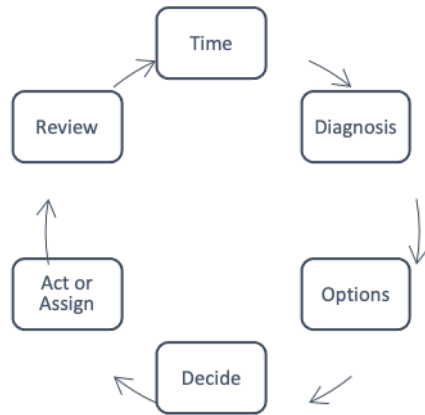 Time
Diagnosis
Options
Decide
Act or
Assign
Review